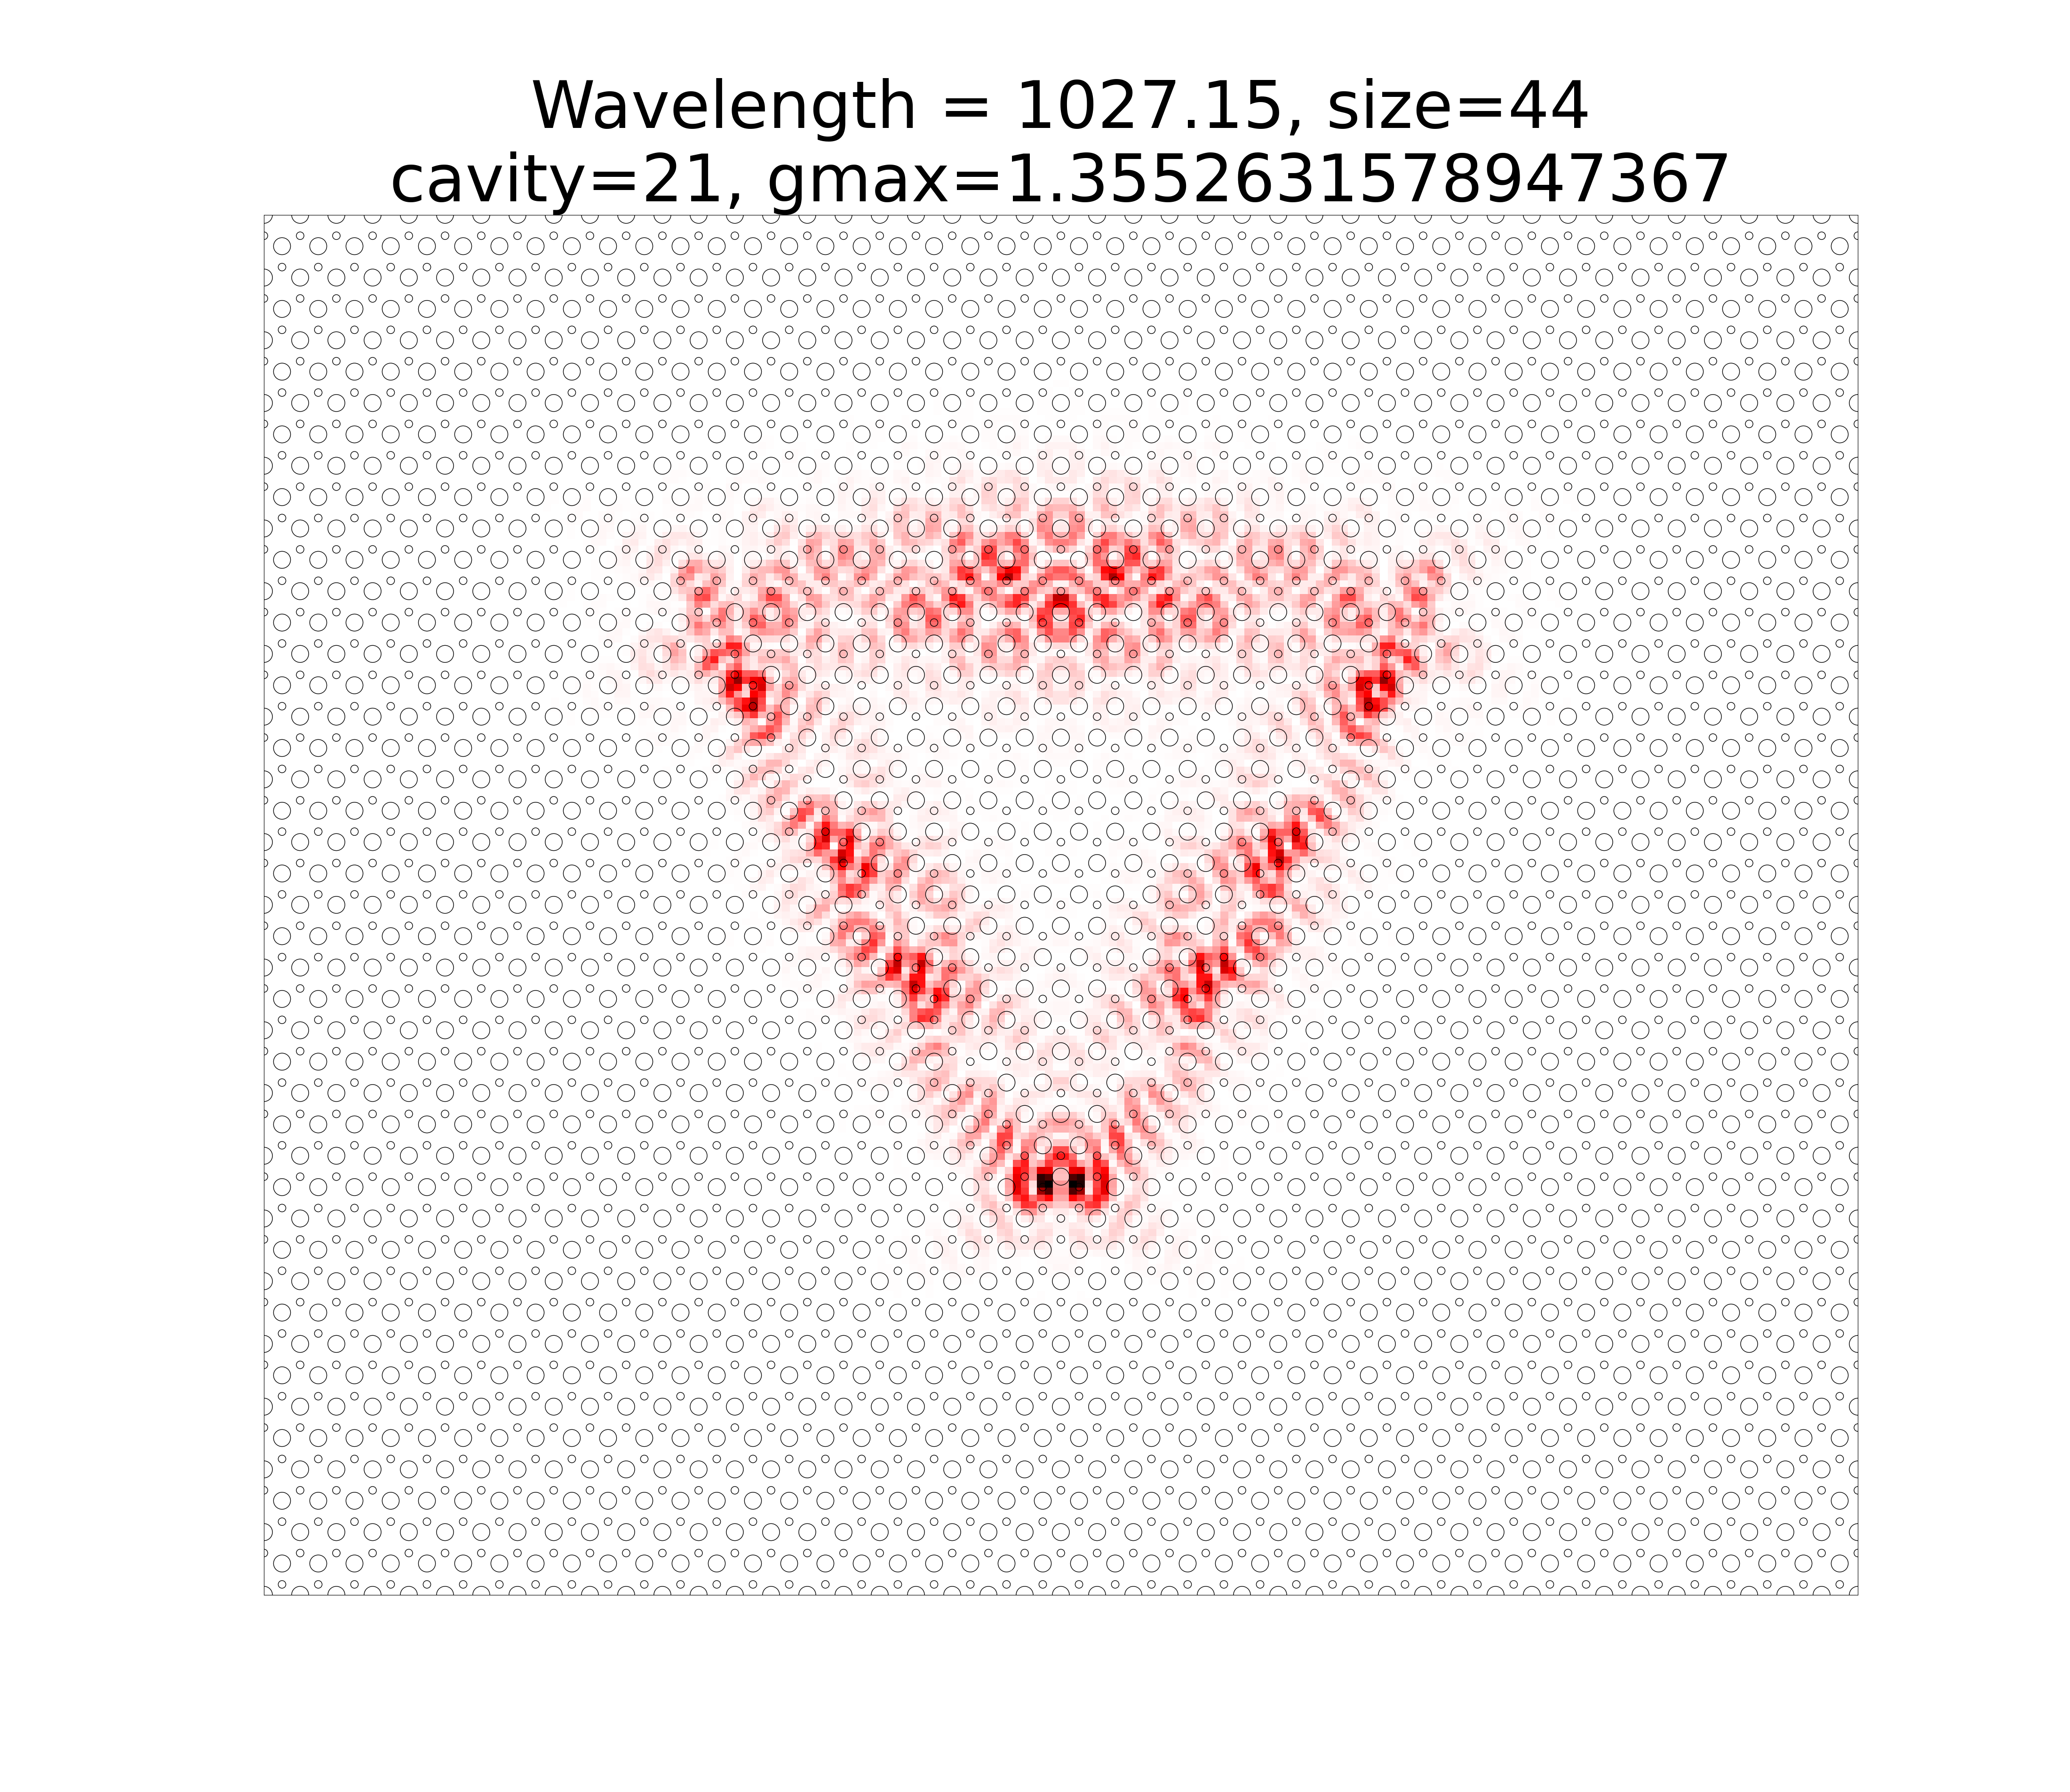 Wavelength = 1027.15, size=44
cavity=21, gmax=1.3552631578947367